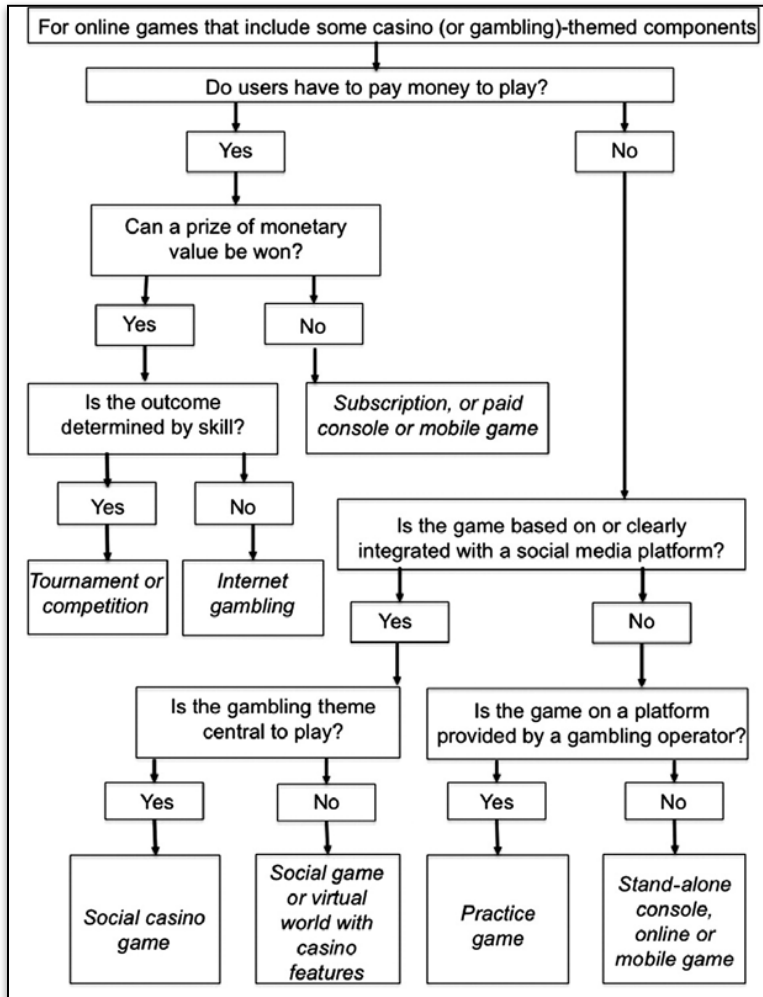 For online games that include some casino (or gambling)-themed components
Do users have to pay money to play?
Yes
No
Can a prize of monetary
value be won?
Yes
No
Is the outcome
determined by skill?
Subscription, or paid
console or mobile game
Yes
No
Is the game based on or clearly
integrated with a social media platform?
Tournament or
competition
Internet
gambling
Yes
No
Is the gambling theme
central to play?
Is the game on a platform
provided by a gambling operator?
Yes
No
Yes
No
Social casino
game
Social game
or virtual
world with
casino
features
Practice
game
Stand-alone
console,
online or
mobile game